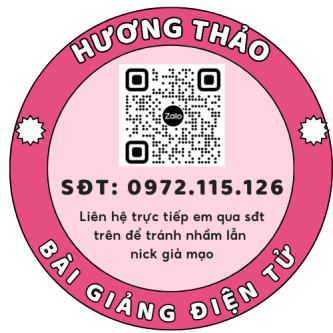 HƯƠNG THẢO
Zalo
SĐT: 0972.115.126
Liên hệ trực tiếp em qua sđt
trên để tránh nhầm lẫn
nick giả mạo
BÀI GIẢNG ĐIỆN TỬ